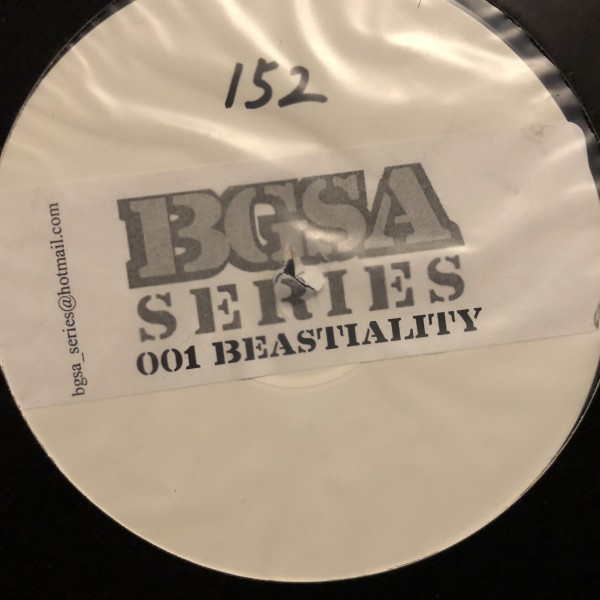 152
BGSA
SERIES
001 BEASTIALITY
bgsa_series@hotmail.com